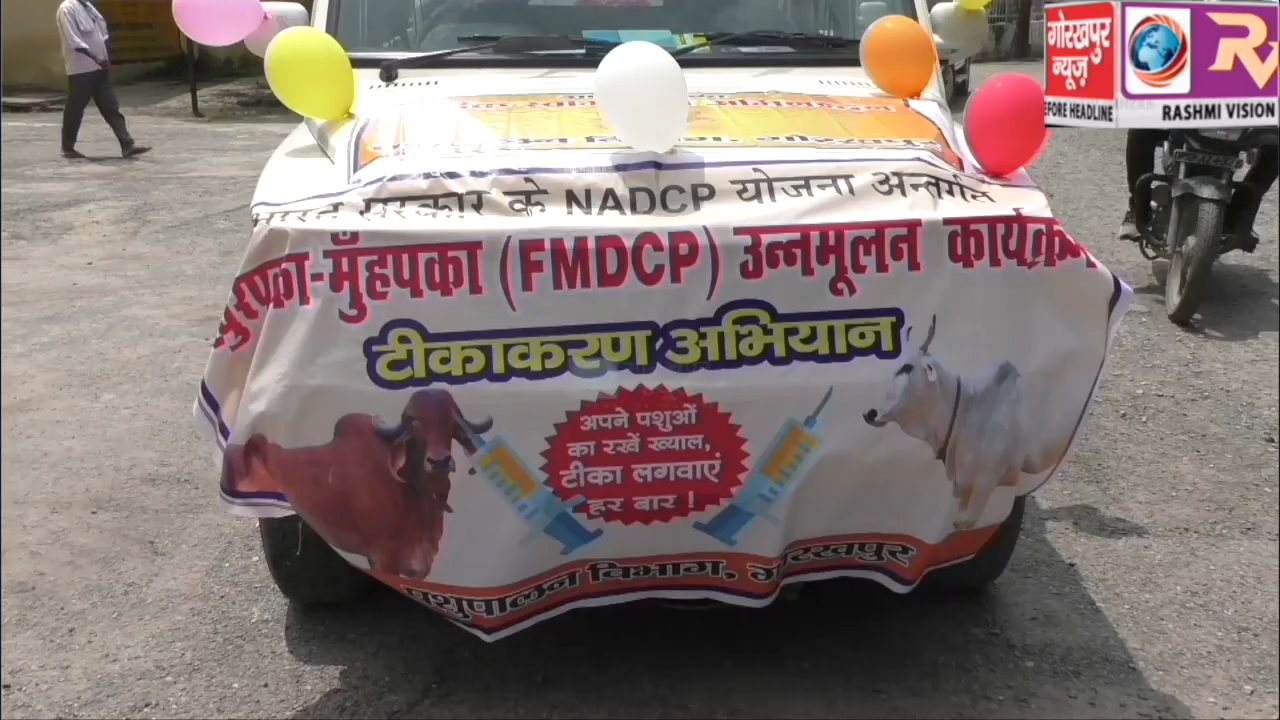 गोरखपुर
न्यूज़
BEFORE HEADLINE
RV
RASHMI VISION
भारत सरकार के NADCP योजना अन्तर्गत
खुरपका-मुँहपका (FMDCP) उन्नमूलन कार्यक्रम
टीकाकरण अभियान
अपने पशुओं
का रखें ख्याल,
टीका लगवाएं
हर बार !
पशुपालन विभाग, गोरखपुर